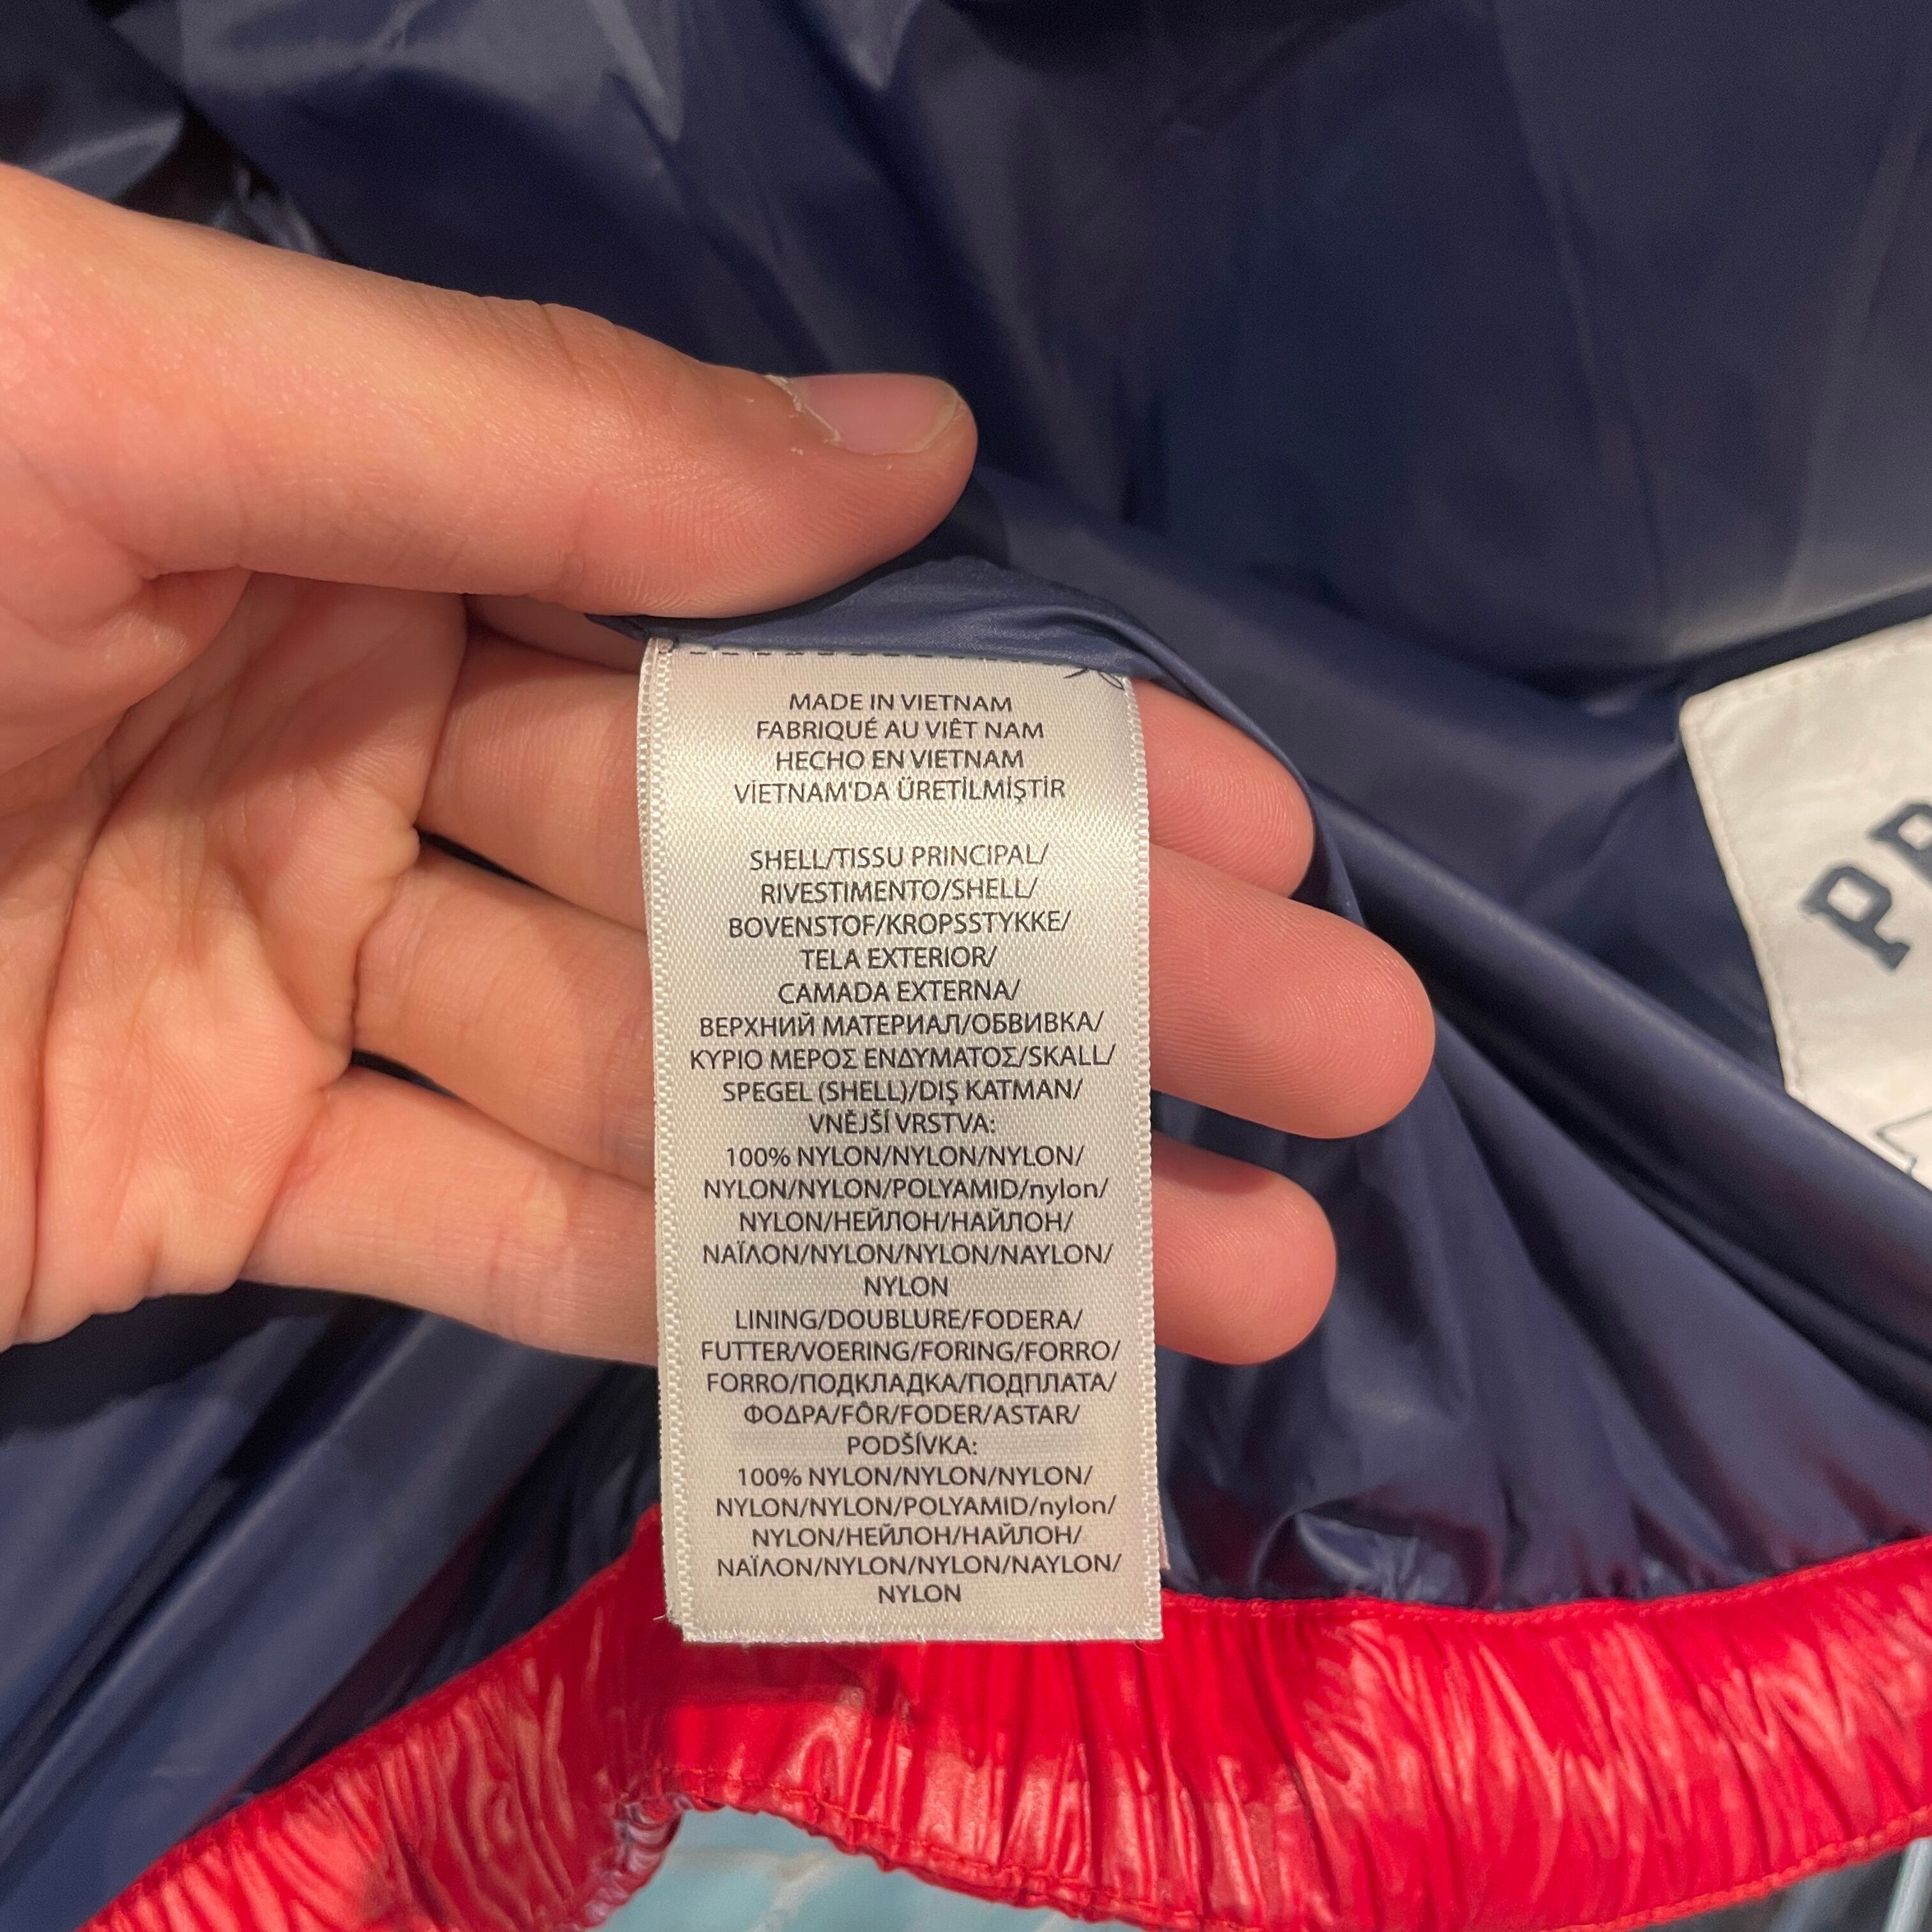 MADE IN VIETNAM
FABRIQUÉ AU VIÊT NAM
HECHO EN VIETNAM
VİETNAM'DA ÜRETİLMİŞTİR
SHELL/TISSU PRINCIPAL/
RIVESTIMENTO/SHELL/
BOVENSTOF/KROPSSTYKKE/
TELA EXTERIOR/
CAMADA EXTERNA/
ВЕРХНИЙ МАТЕРИАЛ/ОБВИВКА/
ΚΥΡΙΟ ΜΕΡΟΣ ΕΝΔΥΜΑΤΟΣ/SKALL/
SPEGEL (SHELL)/DIŞ KATMAN/
VNĚJŠÍ VRSTVA:
100% NYLON/NYLON/NYLON/
NYLON/NYLON/POLYAMID/nylon/
NYLON/НЕЙЛОН/НАЙЛОН/
ΝΑΪΛΟΝ/NYLON/NYLON/NAYLON/
NYLON
LINING/DOUBLURE/FODERA/
FUTTER/VOERING/FORING/FORRO/
FORRO/ПОДКЛАДКА/ПОДПЛАТА/
ΦΟΔΡΑ/FÔR/FODER/ASTAR/
PODŠÍVKA:
100% NYLON/NYLON/NYLON/
NYLON/NYLON/POLYAMID/nylon/
NYLON/НЕЙЛОН/НАЙЛОН/
ΝΑΪΛΟΝ/NYLON/NYLON/NAYLON/
NYLON